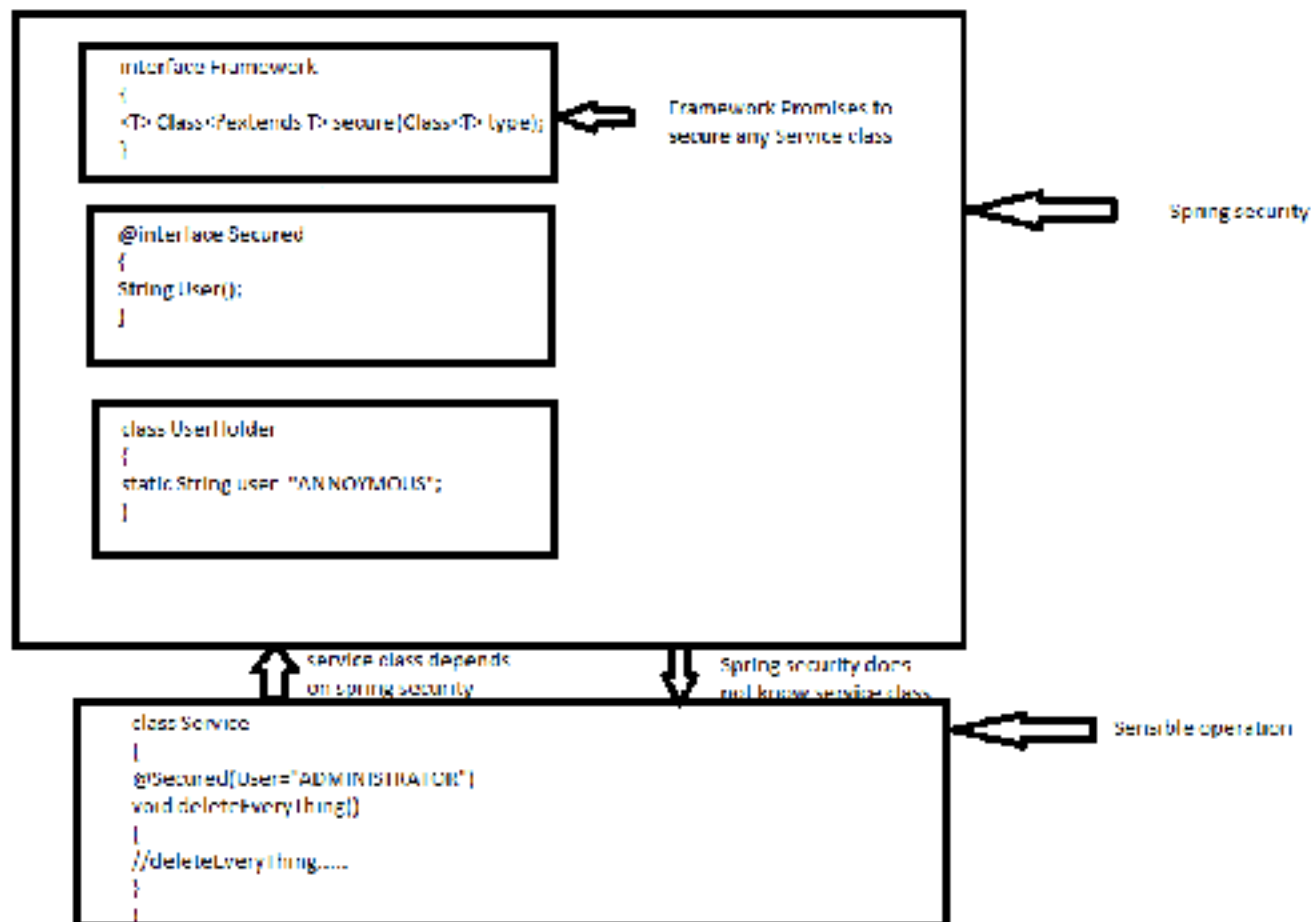 interface Framework
{
<T> Class<?extends T> secure(Class<T> type);
}
Framework Promises to
secure any Service class
Spring security
@interface Secured
{
String User();
}
class UserHolder
{
static String user "ANNOYMOUS";
}
service class depends
on spring security
Spring security does
not know service class
class Service
{
@Secured(User="ADMINISTRATOR")
void deleteEveryThing()
{
//deleteEveryThing.....
}
}
Sensible operation